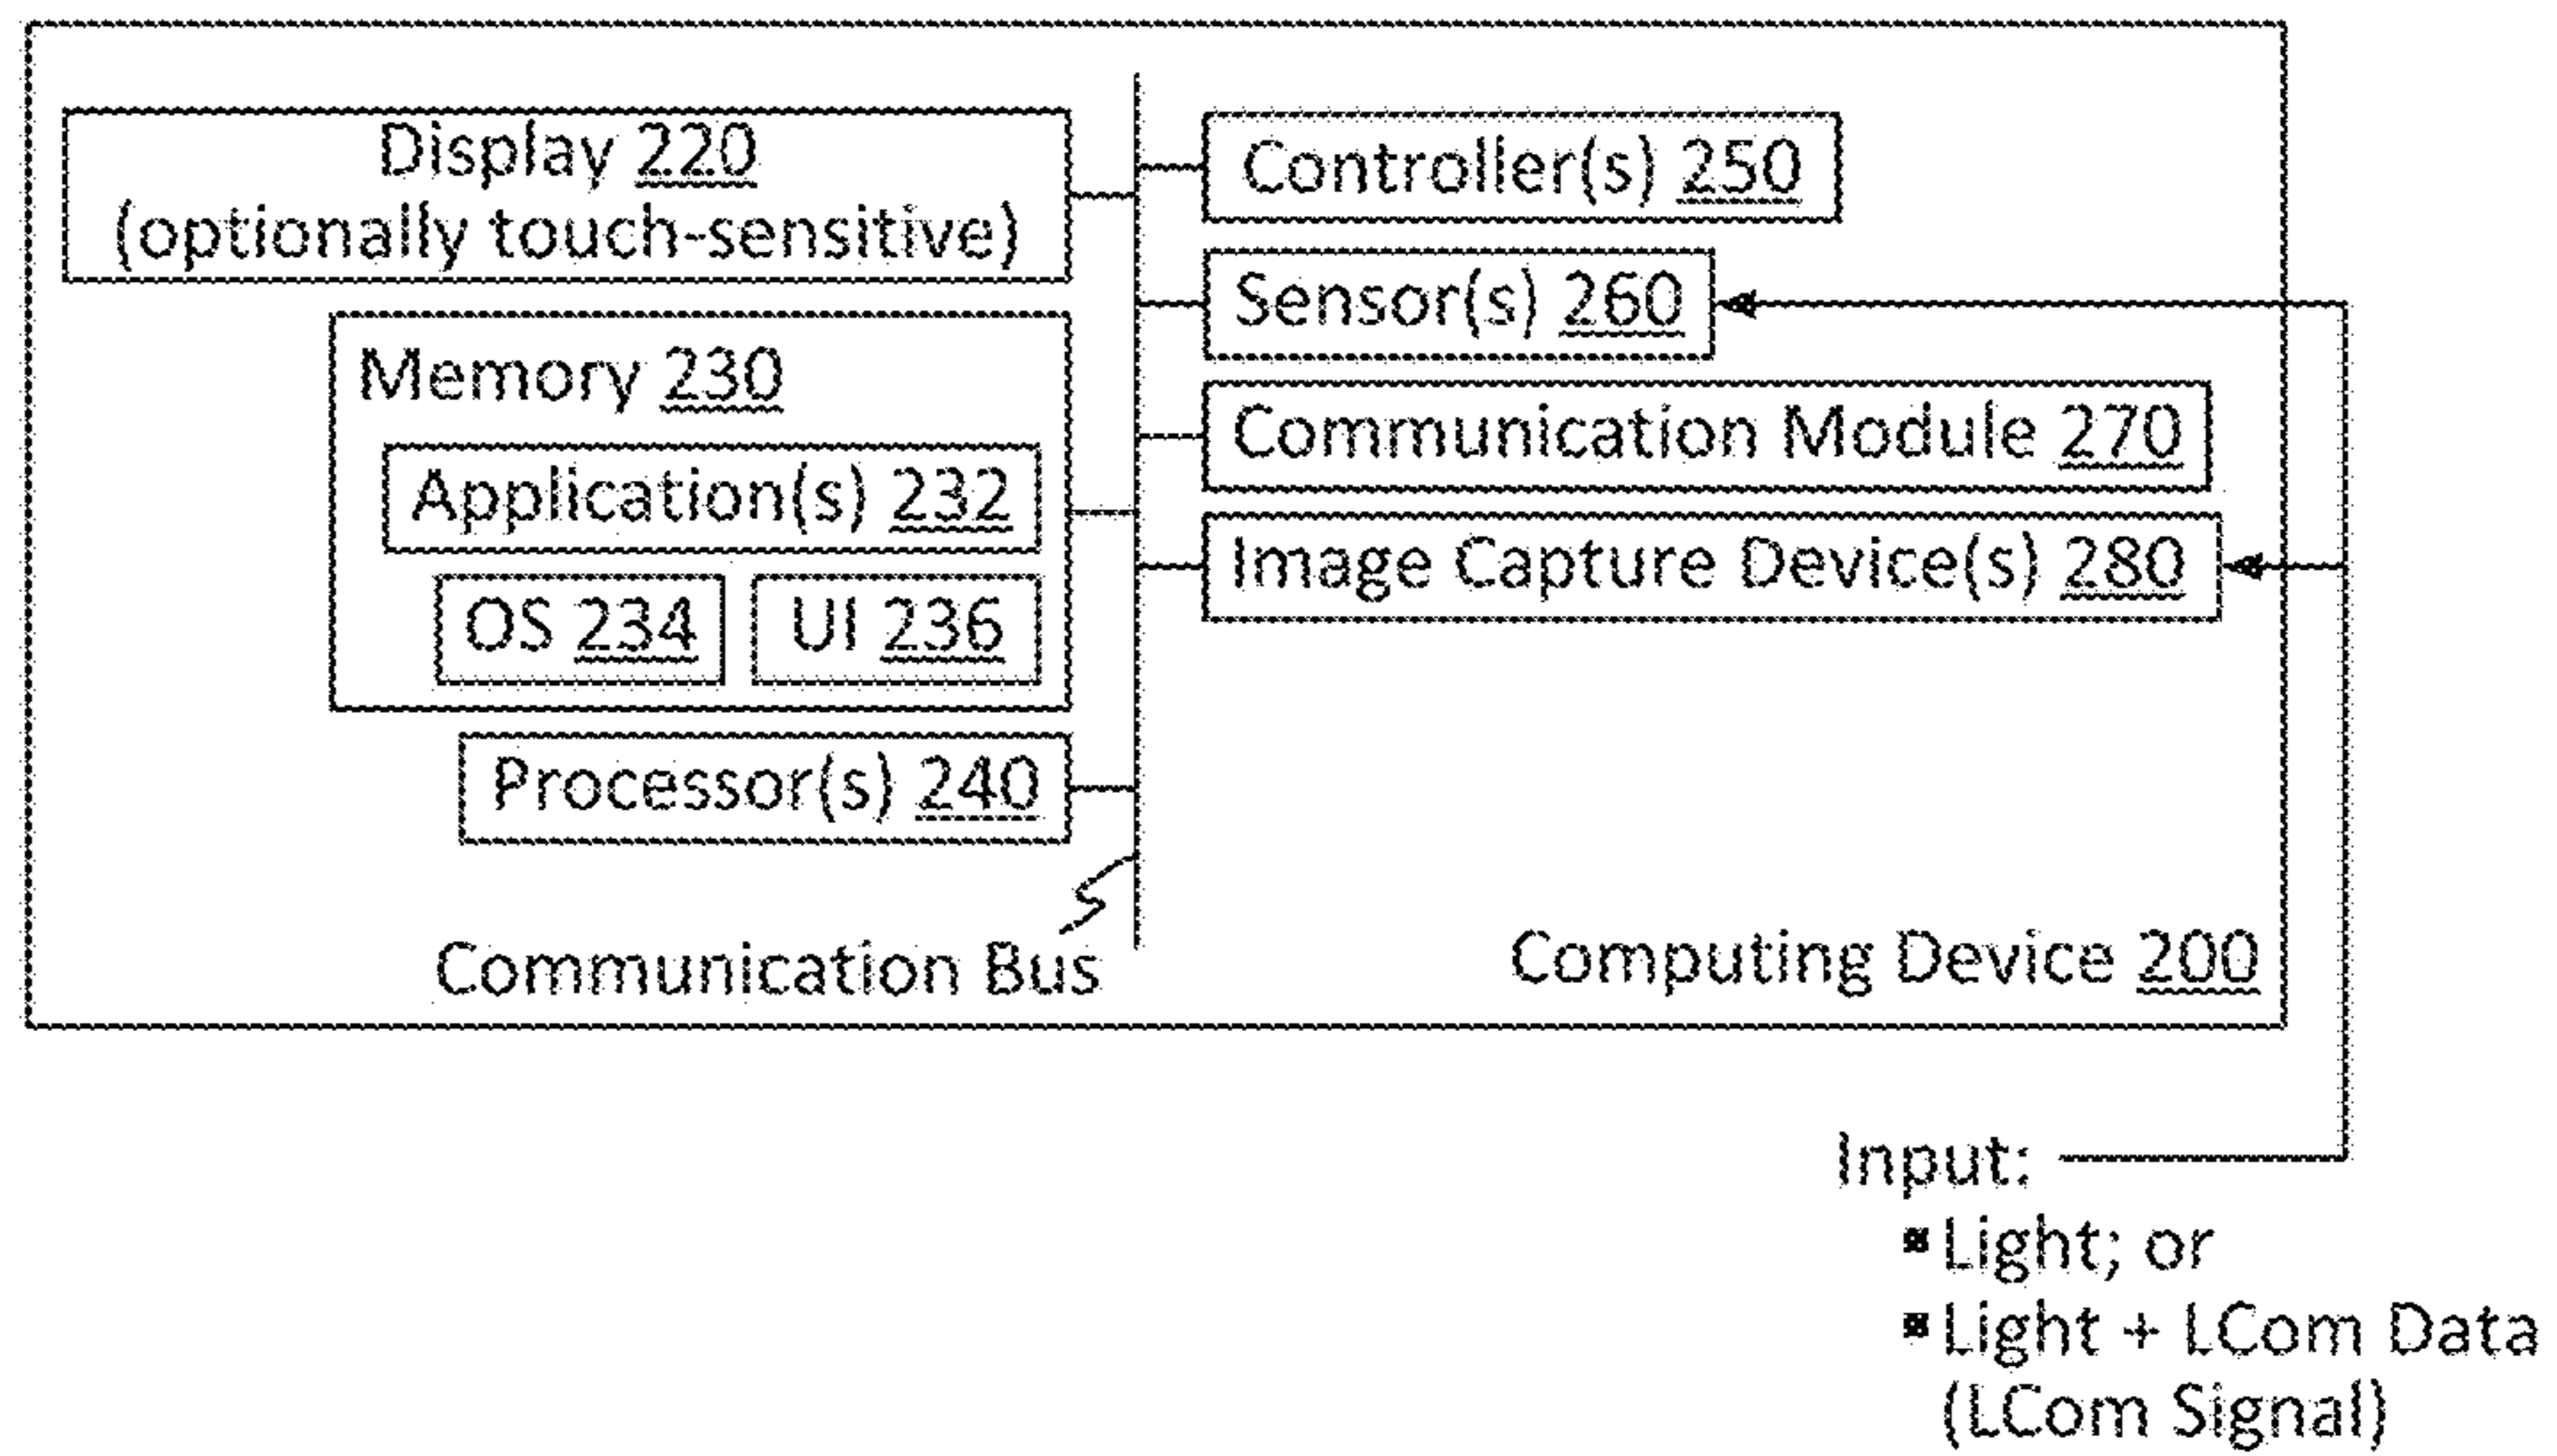 Display 220
(optionally touch-sensitive)
Memory 230
Application(s) 232
OS 234
UI 236
Processor(s) 240
Communication Bus
Controller(s) 250
Sensor(s) 260
Communication Module 270
Image Capture Device(s) 280
Computing Device 200
Input:
▪ Light; or
▪ Light + LCom Data
(LCom Signal)